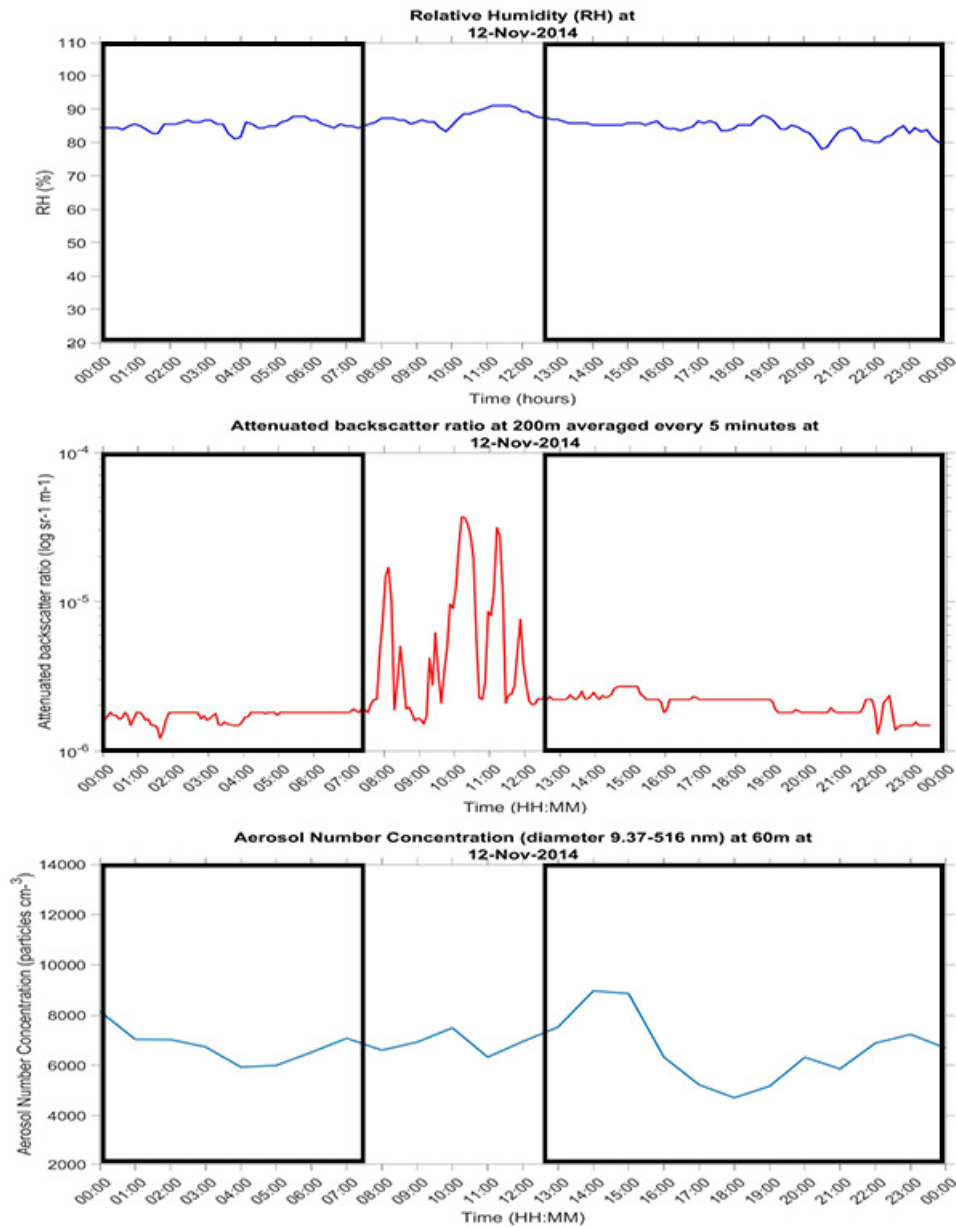 Relative Humidity (RH) at
12-Nov-2014
110
100
90
80
70
60
50
40
30
20
RH (%)
00:00 01:00 02:00 03:00 04:00 05:00 06:00 07:00 08:00 09:00 10:00 11:00 12:00 13:00 14:00 15:00 16:00 17:00 18:00 19:00 20:00 21:00 22:00 23:00 00:00
Time (hours)
Attenuated backscatter ratio at 200m averaged every 5 minutes at
12-Nov-2014
10-4
10-5
10-6
Attenuated backscatter ratio (log sr-1 m-1)
00:00 01:00 02:00 03:00 04:00 05:00 06:00 07:00 08:00 09:00 10:00 11:00 12:00 13:00 14:00 15:00 16:00 17:00 18:00 19:00 20:00 21:00 22:00 23:00 00:00
Time (HH:MM)
Aerosol Number Concentration (diameter 9.37-516 nm) at 60m at
12-Nov-2014
14000
12000
10000
8000
6000
4000
2000
Aerosol Number Concentration (particles cm-3)
00:00 01:00 02:00 03:00 04:00 05:00 06:00 07:00 08:00 09:00 10:00 11:00 12:00 13:00 14:00 15:00 16:00 17:00 18:00 19:00 20:00 21:00 22:00 23:00 00:00
Time (HH:MM)